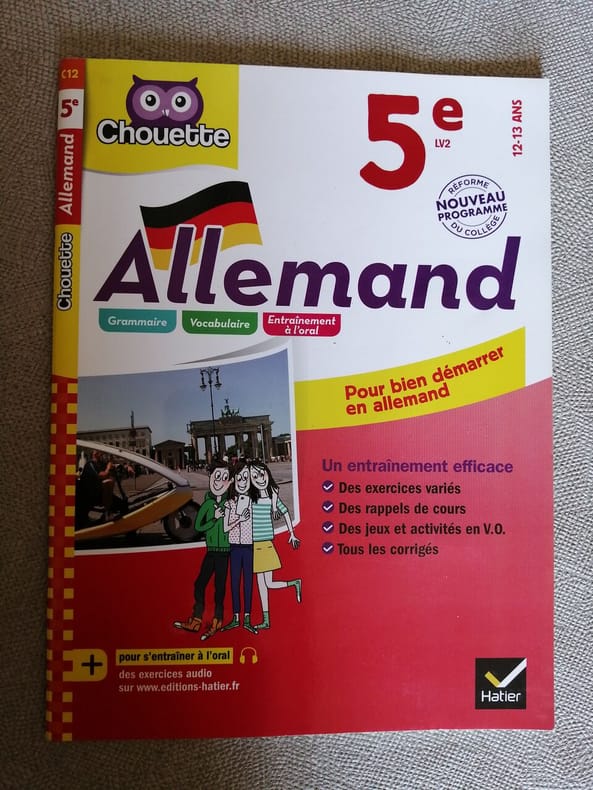 C12
5e
Allemand
Chouette
Chouette
5e
LV2
12-13 ANS
RÉFORME
NOUVEAU
PROGRAMME
DU COLLÈGE
Allemand
Grammaire
Vocabulaire
Entraînement
à l'oral
Pour bien démarrer
en allemand
Un entraînement efficace
Des exercices variés
Des rappels de cours
Des jeux et activités en V.O.
Tous les corrigés
+
pour s'entraîner à l'oral
des exercices audio
sur www.editions-hatier.fr
Hatier